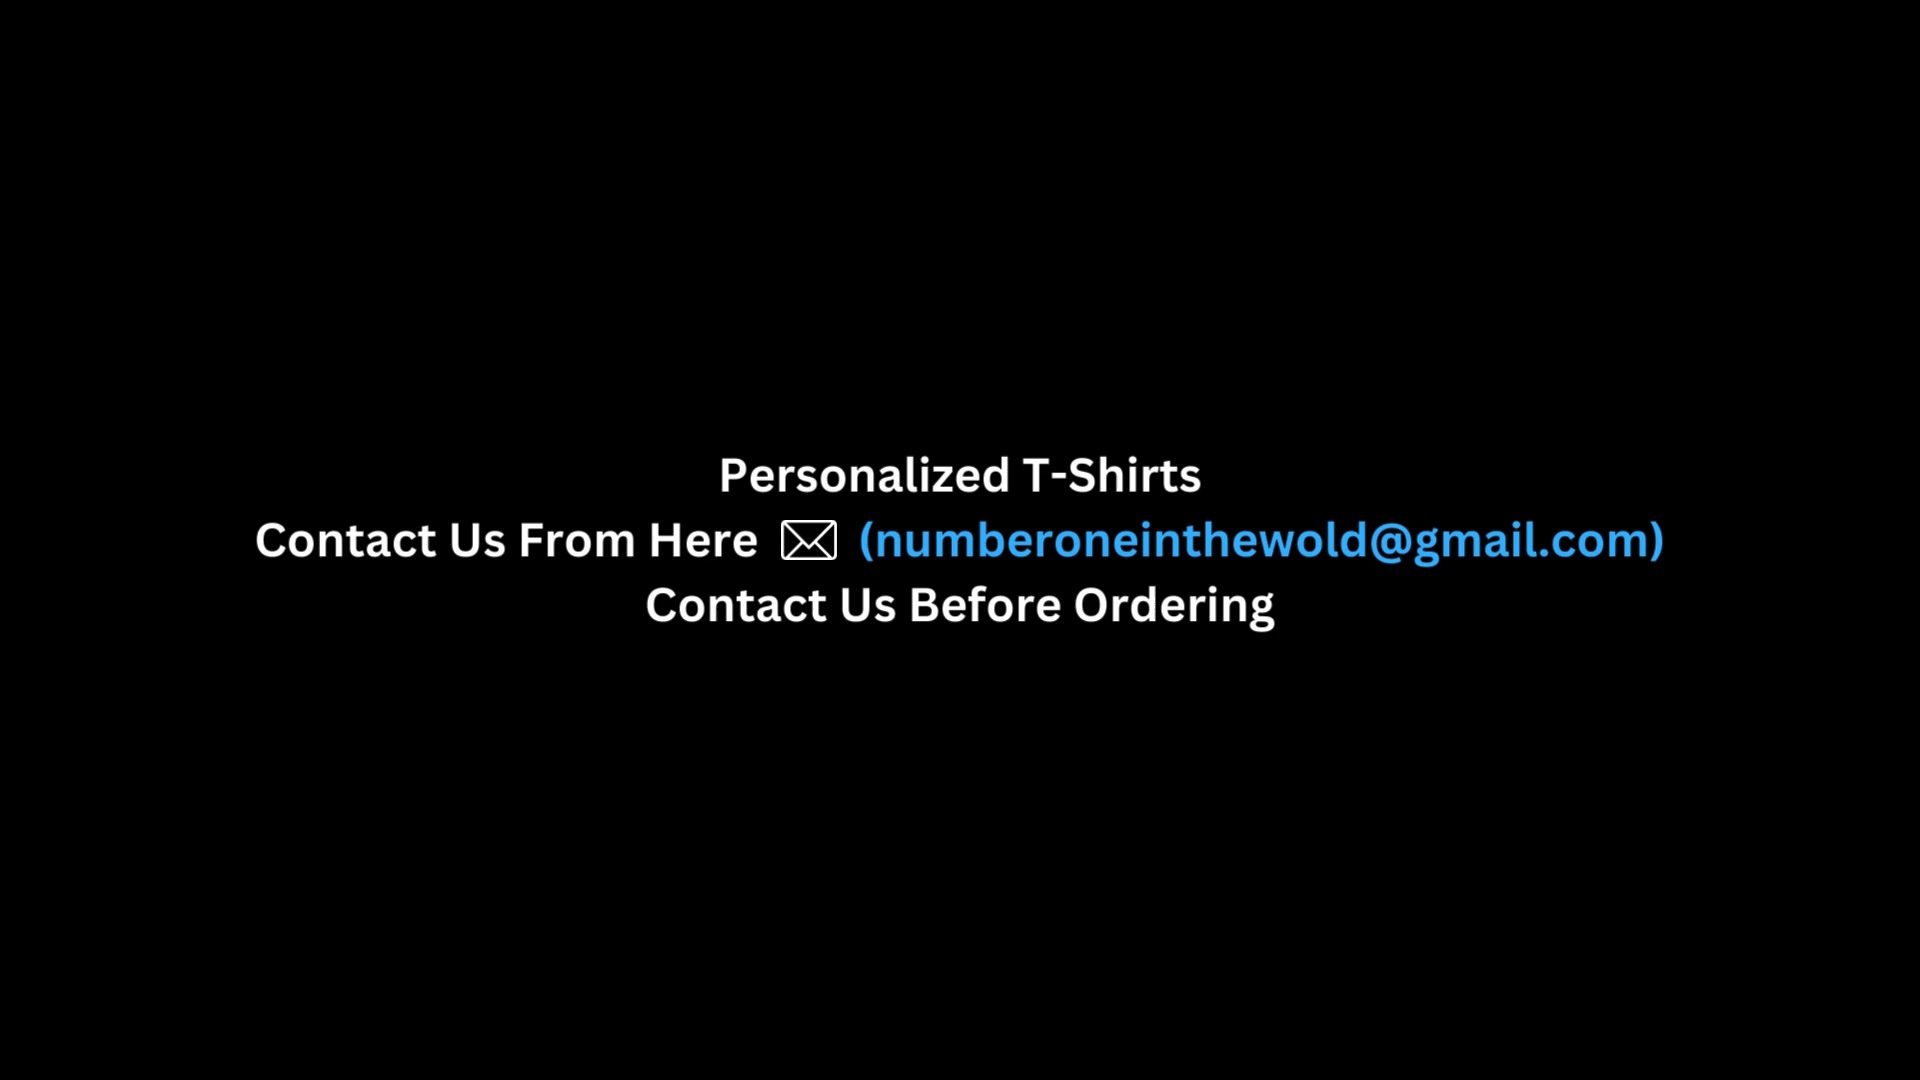 Personalized T-Shirts
Contact Us From Here ✉ (numberoneinthewold@gmail.com)
Contact Us Before Ordering